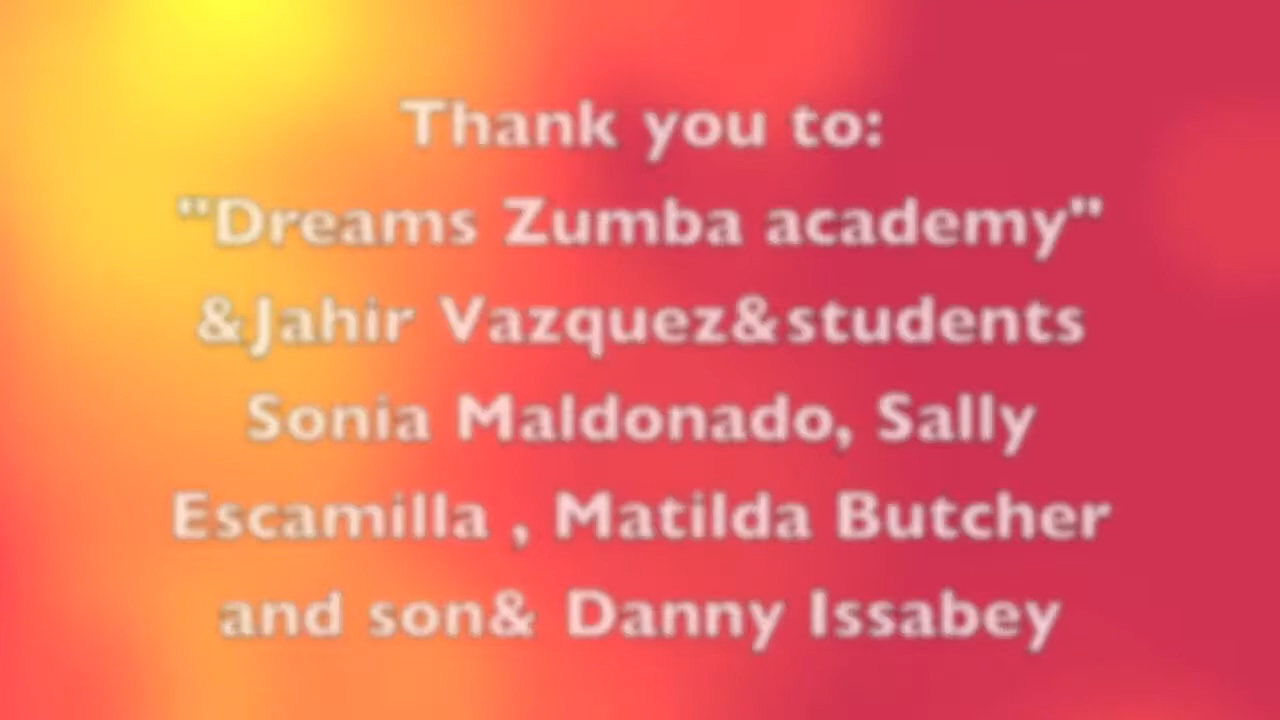 Thank you to:
"Dreams Zumba academy"
&Jahir Vazquez&students
Sonia Maldonado, Sally
Escamilla , Matilda Butcher
and son& Danny Issabey